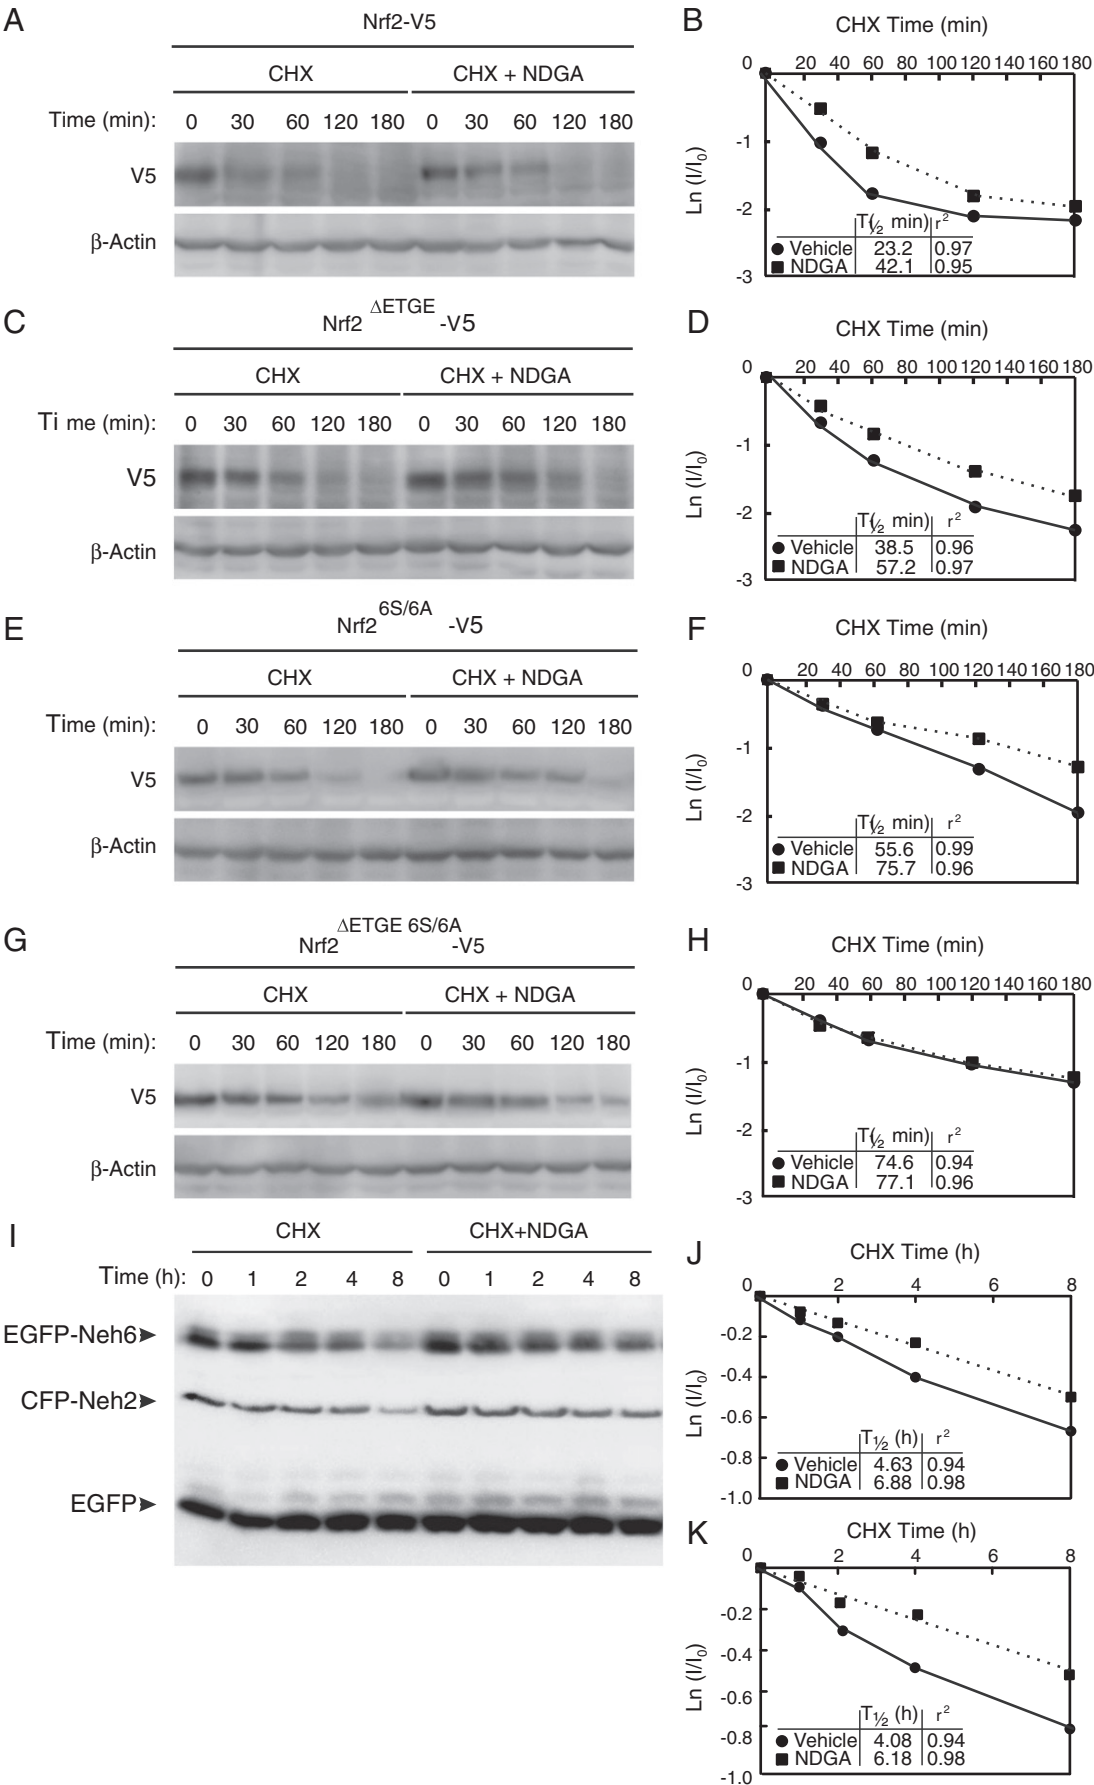 A
Nrf2-V5
CHX
CHX + NDGA
Time (min):
0 30 60 120 180 0 30 60 120 180
V5
β-Actin
B
CHX Time (min)
0 20 40 60 80 100 120 140 160 180
-1
-2
-3
Ln (I/I0)
T(½ min) r²
Vehicle 23.2 0.97
NDGA 42.1 0.95
C
Nrf2 ΔETGE -V5
CHX
CHX + NDGA
Ti me (min):
0 30 60 120 180 0 30 60 120 180
V5
β-Actin
D
CHX Time (min)
0 20 40 60 80 100 120 140 160 180
-1
-2
-3
Ln (I/I0)
T(½ min) r²
Vehicle 38.5 0.96
NDGA 57.2 0.97
E
Nrf2 6S/6A -V5
CHX
CHX + NDGA
Time (min):
0 30 60 120 180 0 30 60 120 180
V5
β-Actin
F
CHX Time (min)
0 20 40 60 80 100 120 140 160 180
-1
-2
-3
Ln (I/I0)
T(½ min) r²
Vehicle 55.6 0.99
NDGA 75.7 0.96
G
Nrf2 ΔETGE 6S/6A -V5
CHX
CHX + NDGA
Time (min):
0 30 60 120 180 0 30 60 120 180
V5
β-Actin
H
CHX Time (min)
0 20 40 60 80 100 120 140 160 180
-1
-2
-3
Ln (I/I0)
T(½ min) r²
Vehicle 74.6 0.94
NDGA 77.1 0.96
I
CHX
CHX+NDGA
Time (h):
0 1 2 4 8 0 1 2 4 8
EGFP-Neh6
CFP-Neh2
EGFP
J
CHX Time (h)
0 2 4 6 8
-0.2
-0.4
-0.6
-0.8
-1.0
Ln (I/I0)
T½ (h) r²
Vehicle 4.63 0.94
NDGA 6.88 0.98
K
CHX Time (h)
0 2 4 6 8
-0.2
-0.4
-0.6
-0.8
-1.0
Ln (I/I0)
T½ (h) r²
Vehicle 4.08 0.94
NDGA 6.18 0.98